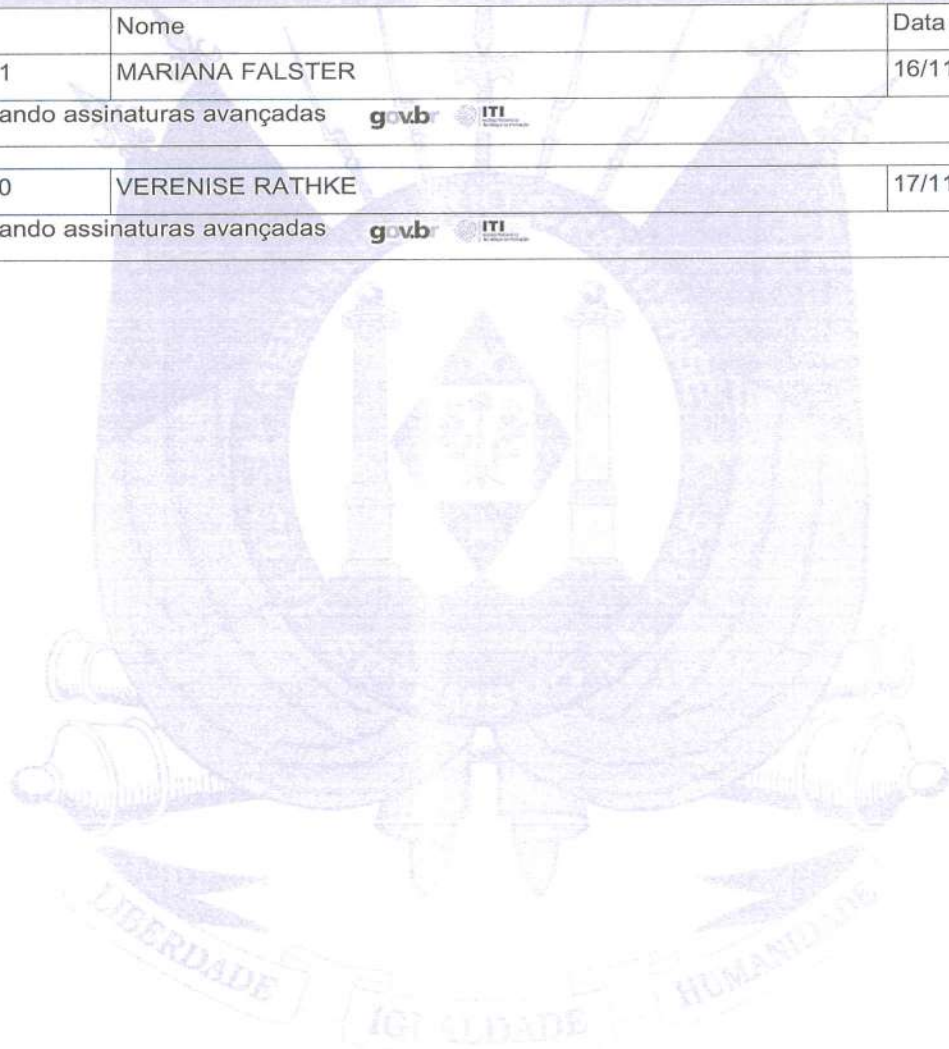 Nome Data
1 MARIANA FALSTER 16/11
ando assinaturas avançadas gov.br ITI
0 VERENISE RATHKE 17/11
ando assinaturas avançadas gov.br ITI
LIBERDADE IGUALDADE HUMANIDADE